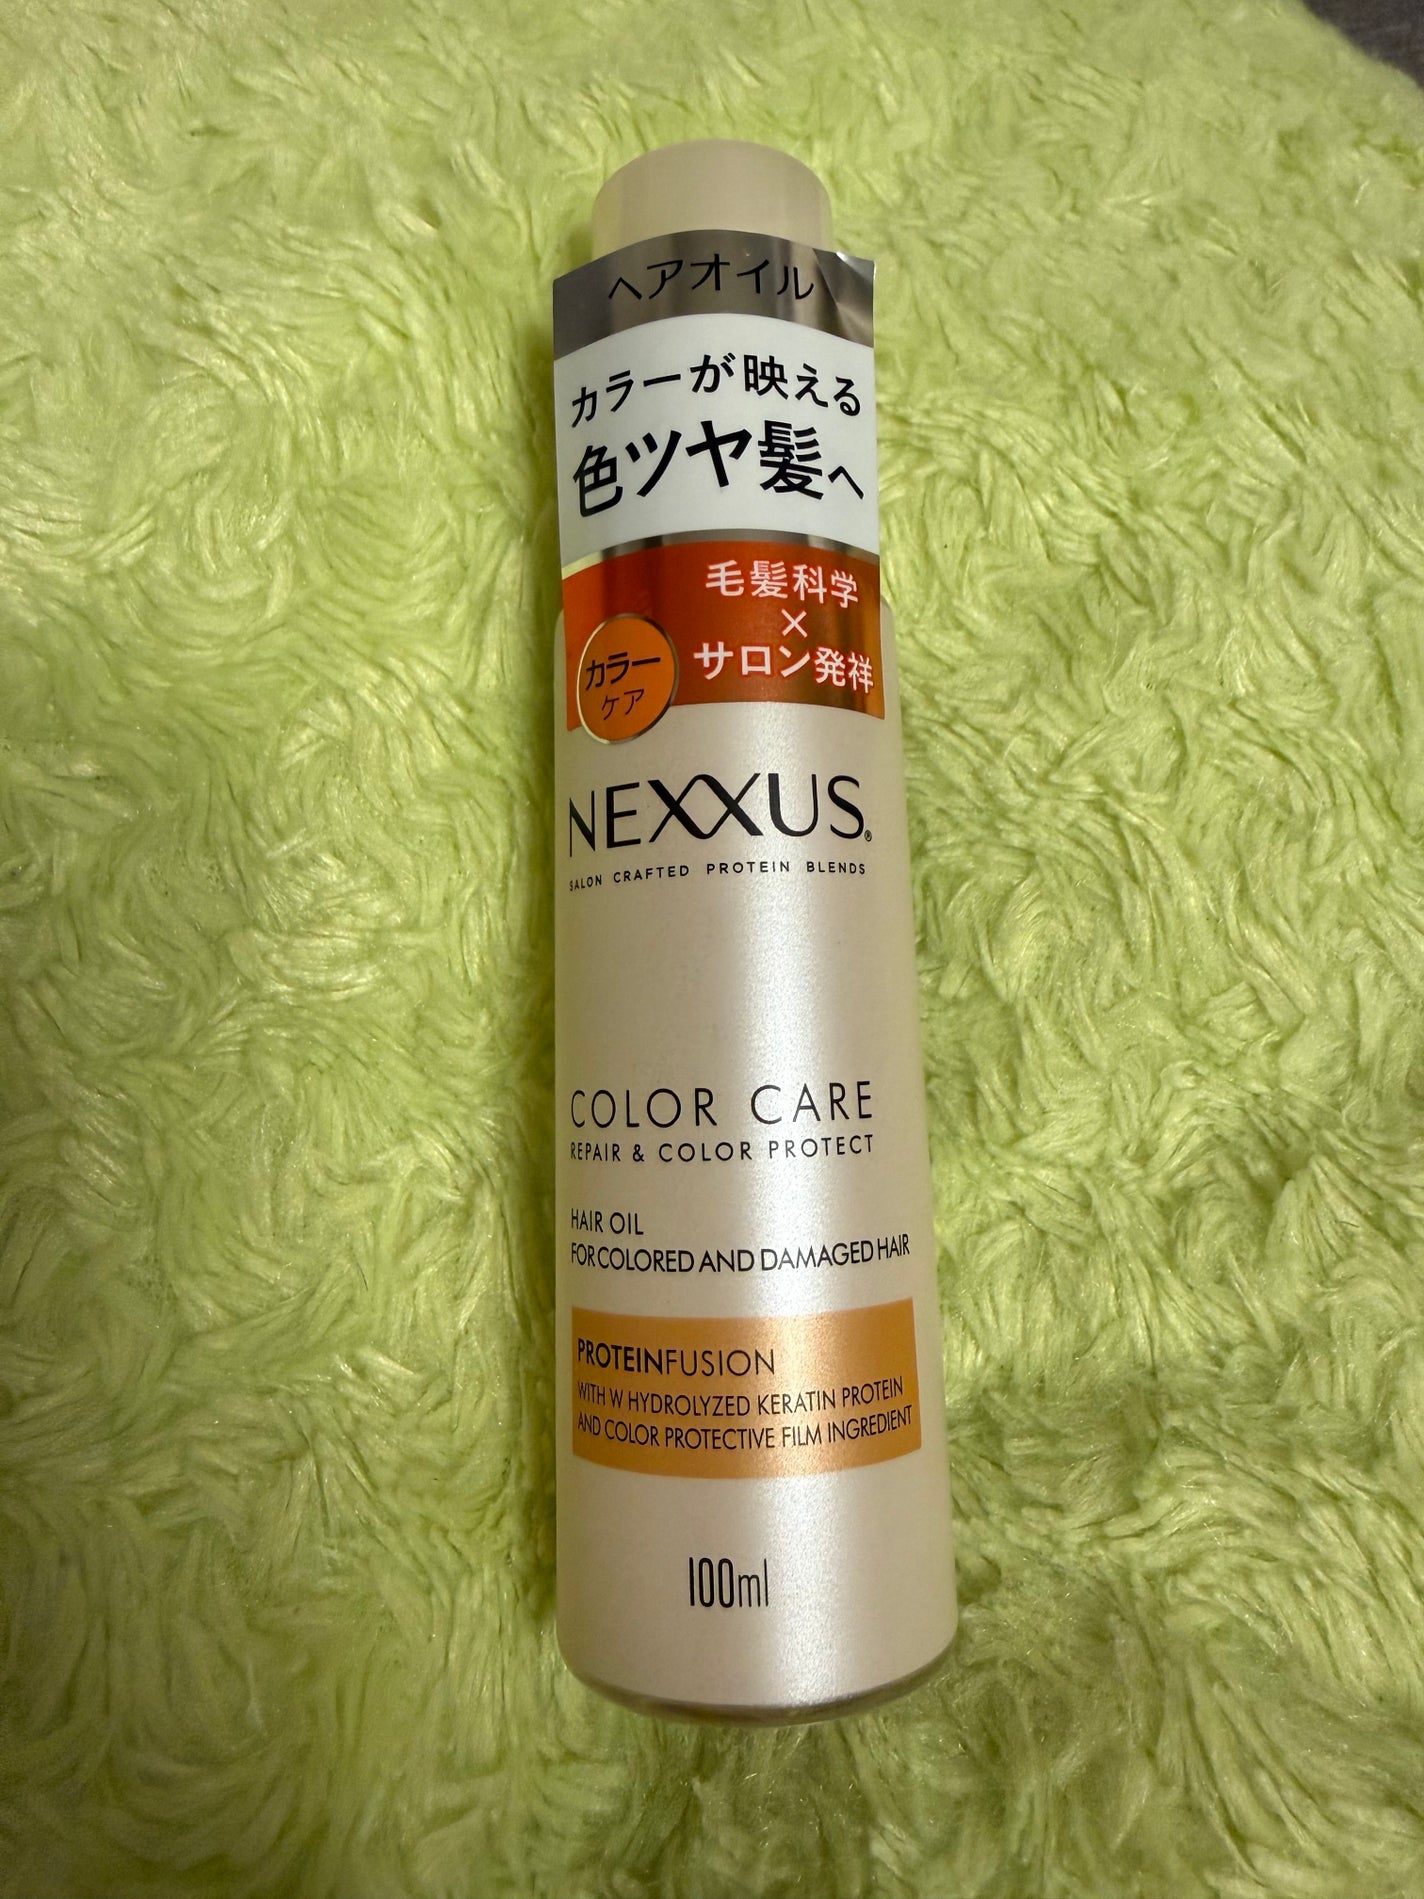 ヘアオイル
カラーが映える
色ツヤ髪へ
毛髪科学
×
サロン発祥
カラー
ケア
NEXXUS®
SALON CRAFTED PROTEIN BLENDS
COLOR CARE
REPAIR & COLOR PROTECT
HAIR OIL
FOR COLORED AND DAMAGED HAIR
PROTEINFUSION
WITH W HYDROLYZED KERATIN PROTEIN
AND COLOR PROTECTIVE FILM INGREDIENT
100ml